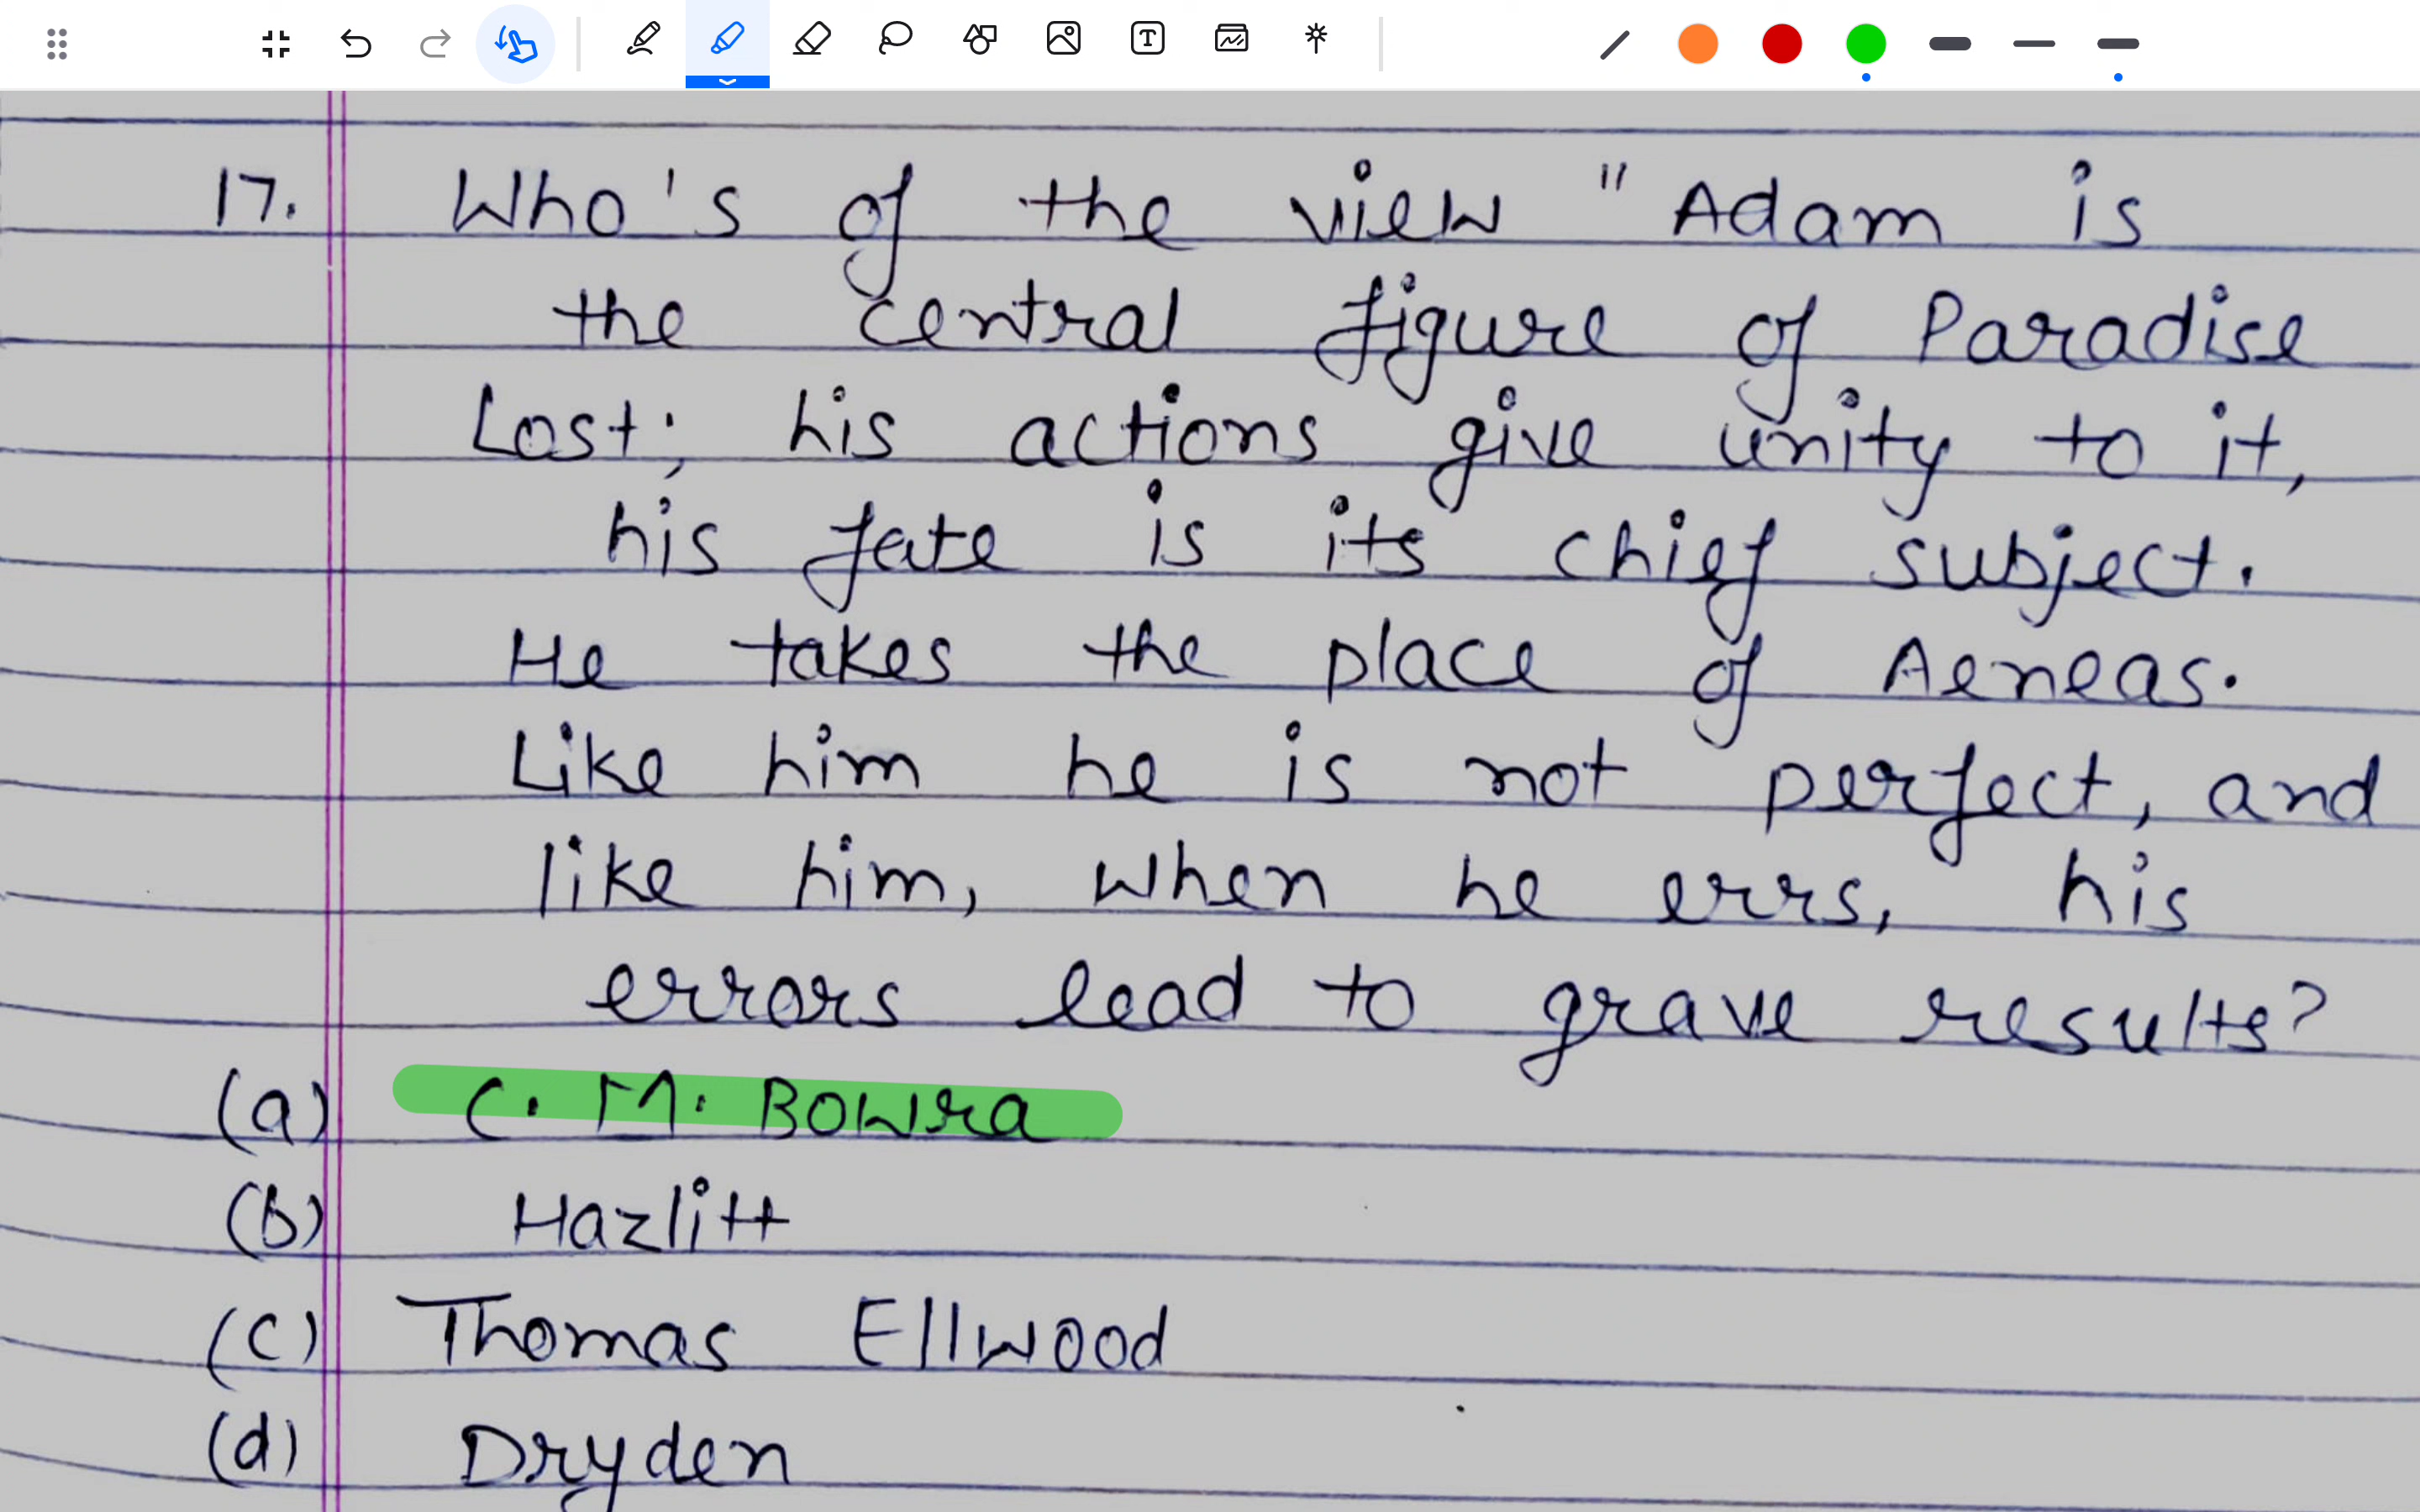 17. Who's of the view "Adam is
the central figure of Paradise
Lost; his actions give unity to it,
his fate is its chief subject.
He takes the place of Aeneas.
Like him he is not perfect, and
like him, when he errs, his
errors lead to grave results?
(a) C. M. Bowra
(b) Hazlitt
(c) Thomas Ellwood
(d) Dryden